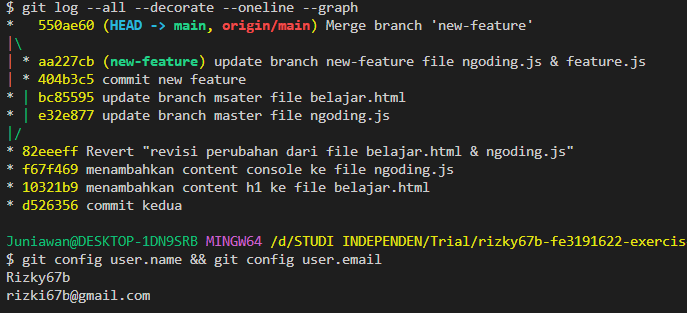 $ git log --all --decorate --oneline --graph
*   550ae60 (HEAD -> main, origin/main) Merge branch 'new-feature'
|\
| * aa227cb (new-feature) update branch new-feature file ngoding.js & feature.js
| * 404b3c5 commit new feature
* | bc85595 update branch msater file belajar.html
* | e32e877 update branch master file ngoding.js
|/
* 82eeeff Revert "revisi perubahan dari file belajar.html & ngoding.js"
* f67f469 menambahkan content console ke file ngoding.js
* 10321b9 menambahkan content h1 ke file belajar.html
* d526356 commit kedua
Juniawan@DESKTOP-1DN9SRB MINGW64 /d/STUDI INDEPENDEN/Trial/rizky67b-fe3191622-exercis
$ git config user.name && git config user.email
Rizky67b
rizki67b@gmail.com